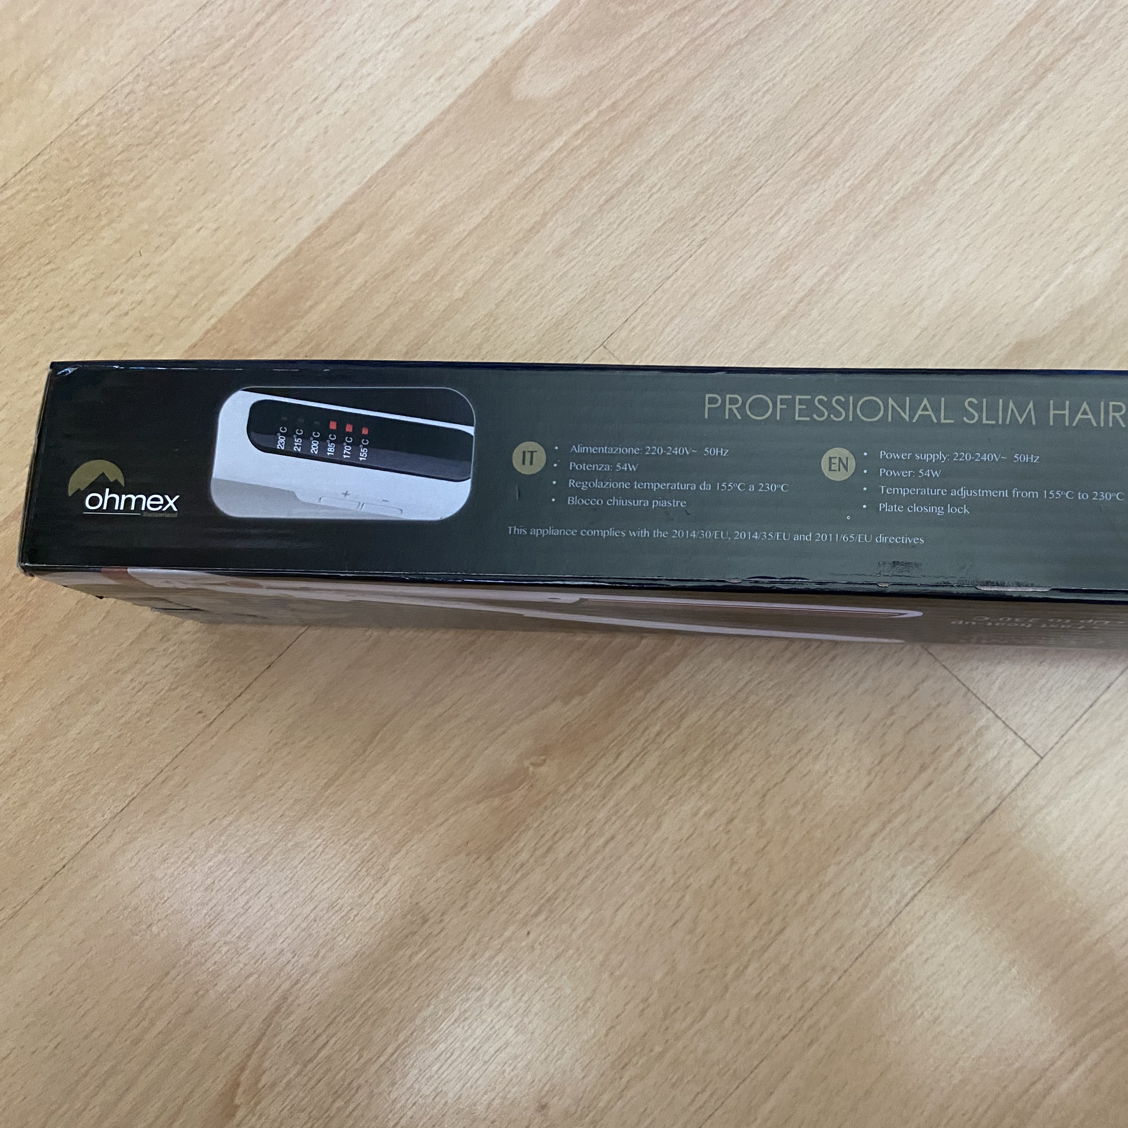 PROFESSIONAL SLIM HAIR
230°C
215°C
200°C
185°C
170°C
155°C
+
ohmex
IT
• Alimentazione: 220-240V~ 50Hz
• Potenza: 54W
• Regolazione temperatura da 155°C a 230°C
• Blocco chiusura piastre
EN
• Power supply: 220-240V~ 50Hz
• Power: 54W
• Temperature adjustment from 155°C to 230°C
• Plate closing lock
This appliance complies with the 2014/30/EU, 2014/35/EU and 2011/65/EU directives